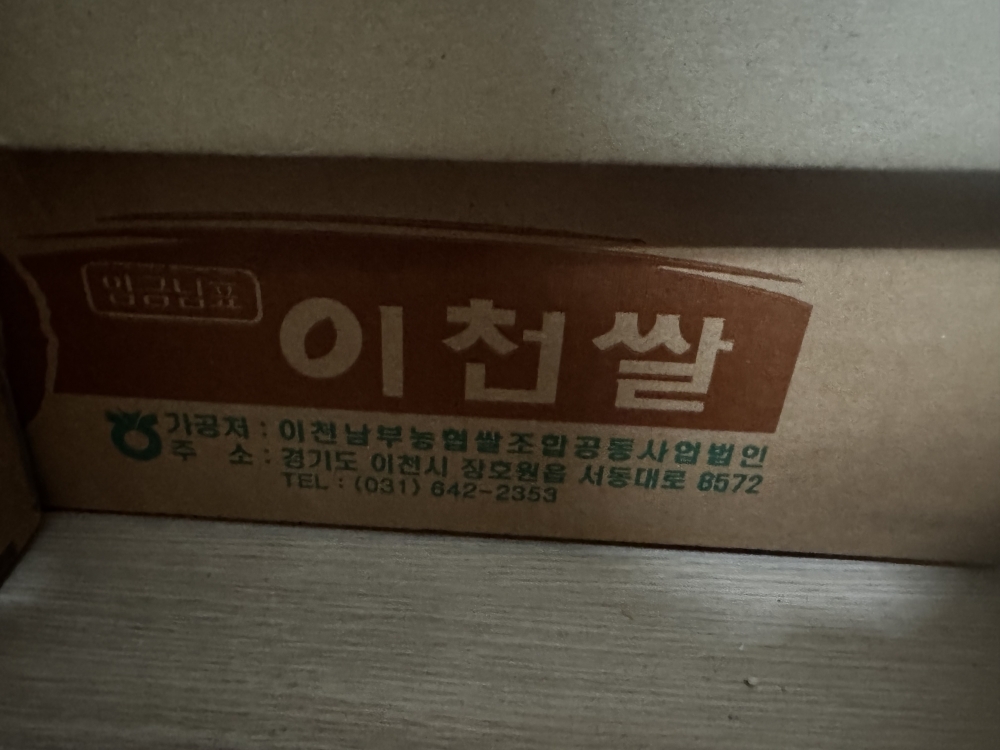 임금님표
이천쌀
가공처 : 이천남부농협쌀조합공동사업법인
주 소 : 경기도 이천시 장호원읍 서동대로 8572
TEL : (031) 642-2353